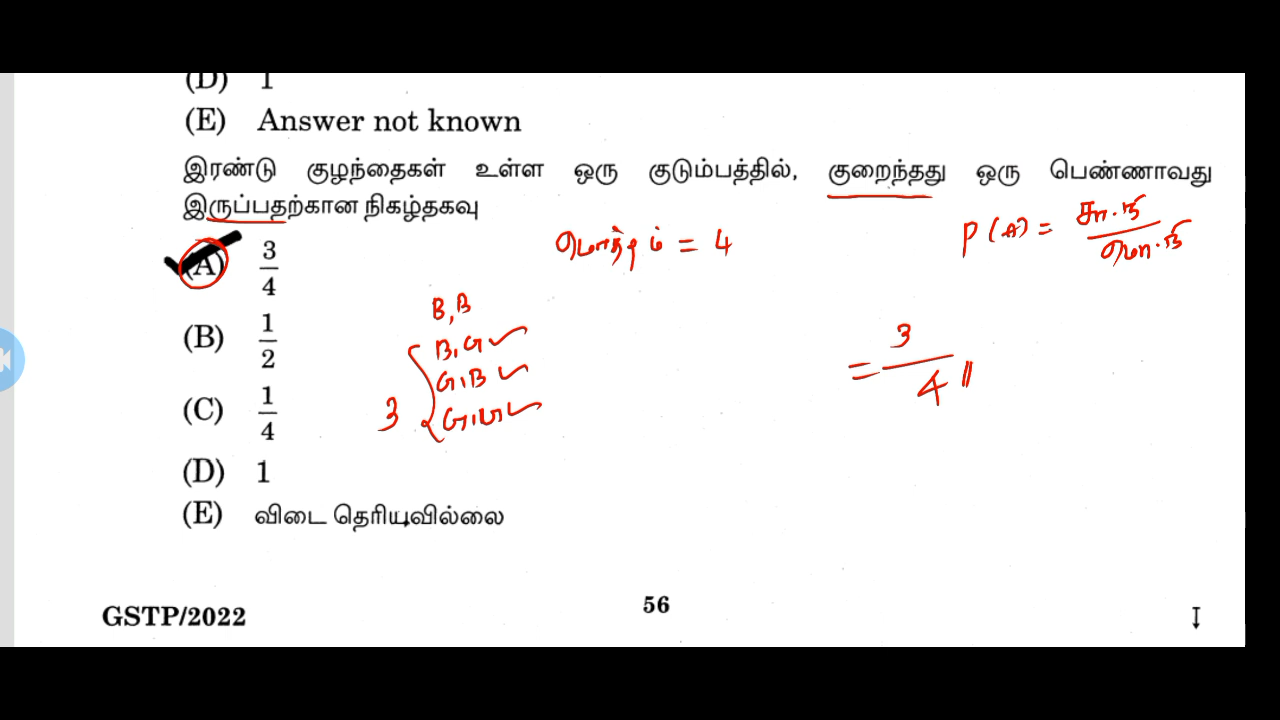 (D) 1
(E) Answer not known
இரண்டு குழந்தைகள் உள்ள ஒரு குடும்பத்தில், குறைந்தது ஒரு பெண்ணாவது
இருப்பதற்கான நிகழ்தகவு
(A) 3/4
மொத்தம் = 4
P(A) = சா.நி / மொ.நி
(B) 1/2
(C) 1/4
B, B
B, G
G, B
G, G
3
= 3/4
(D) 1
(E) விடை தெரியவில்லை
GSTP/2022
56